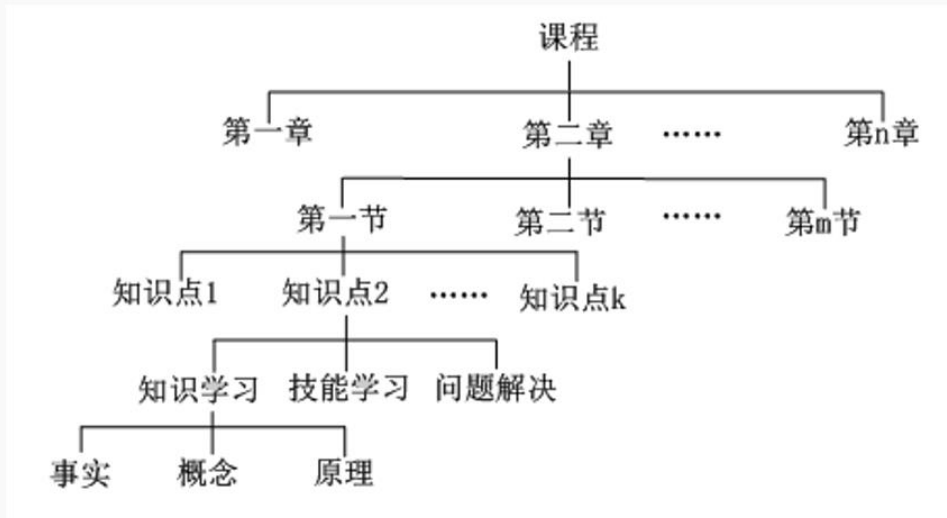 课程
第一章 第二章 …… 第n章
第一节 第二节 …… 第m节
知识点1 知识点2 …… 知识点k
知识学习 技能学习 问题解决
事实 概念 原理